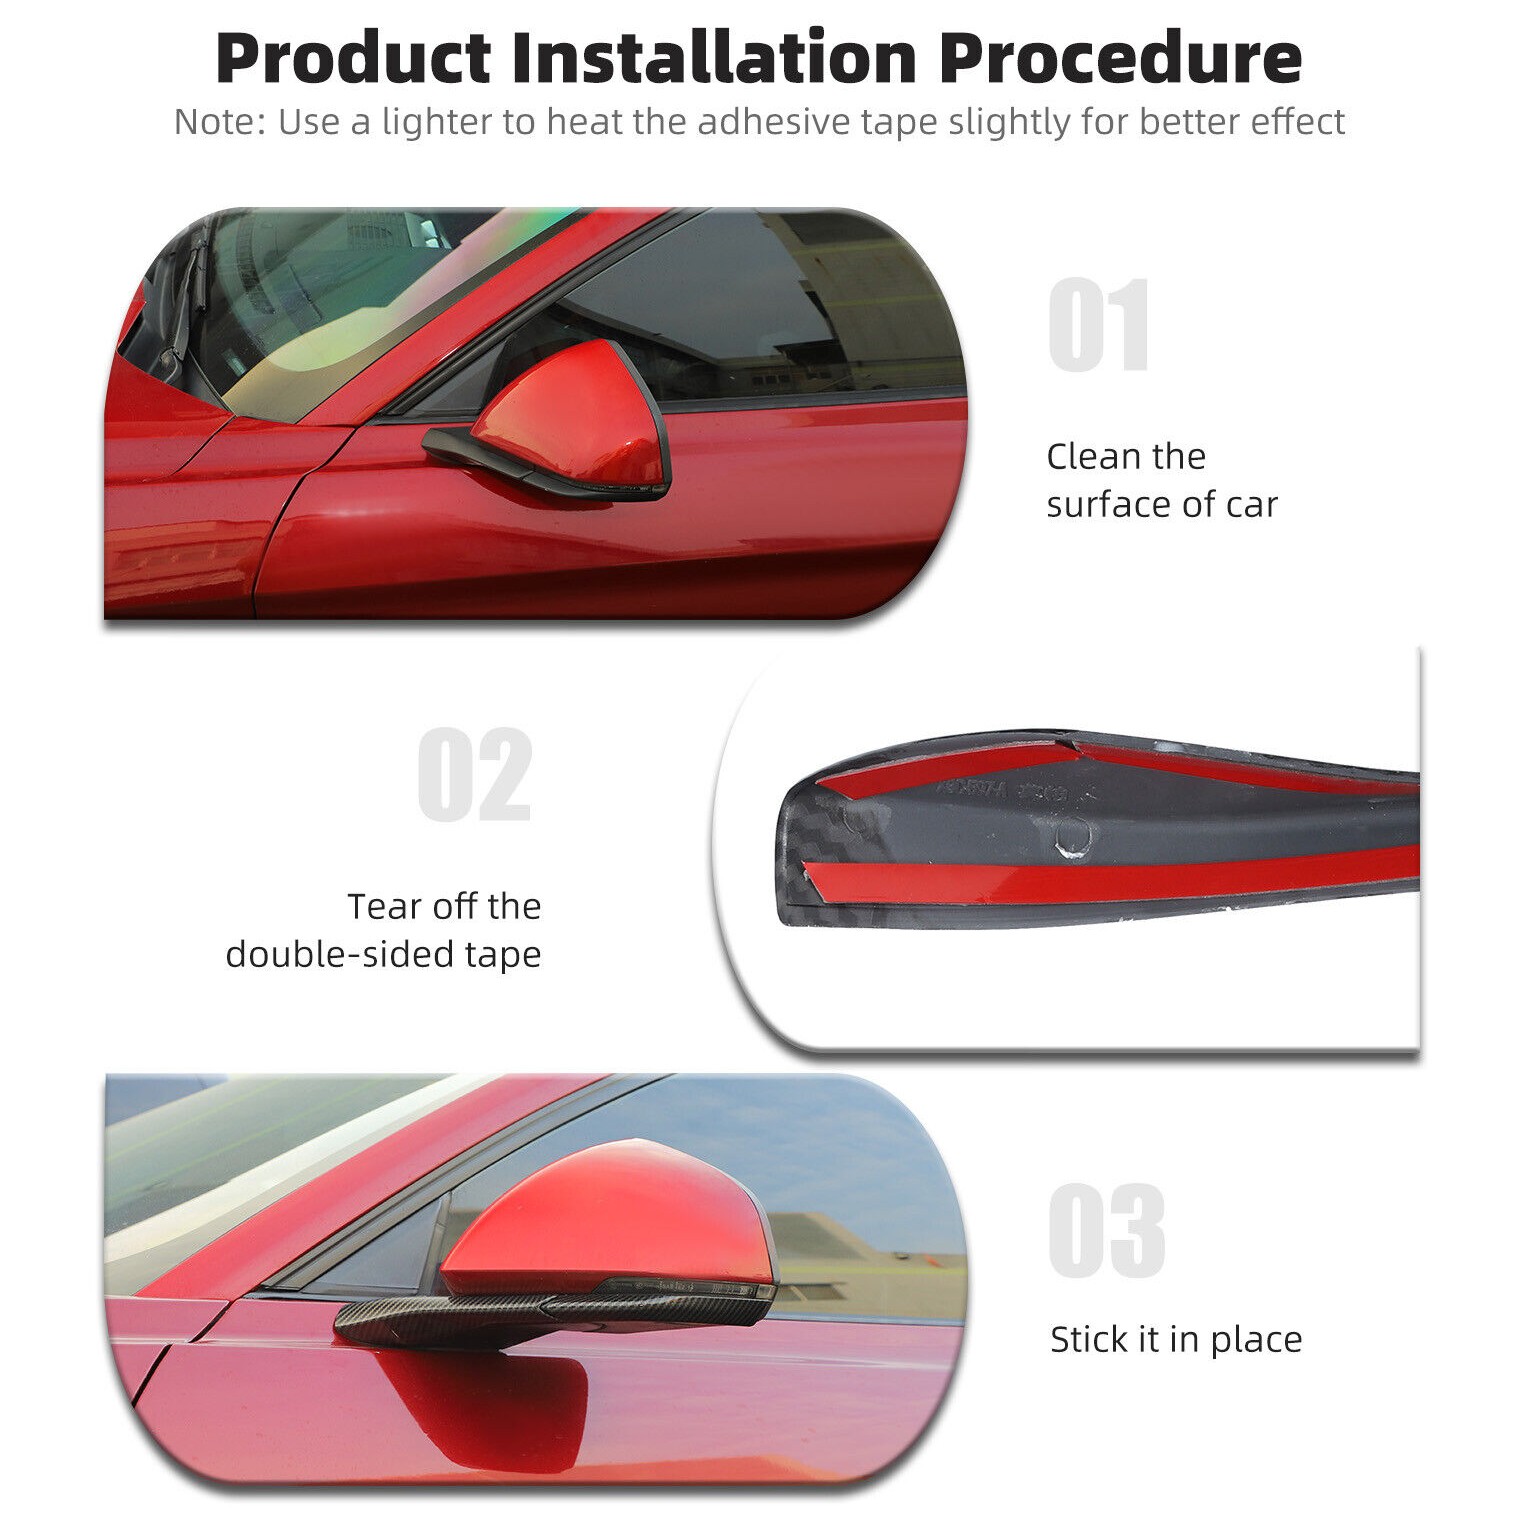 Product Installation Procedure
Note: Use a lighter to heat the adhesive tape slightly for better effect
01
Clean the
surface of car
02
Tear off the
double-sided tape
03
Stick it in place